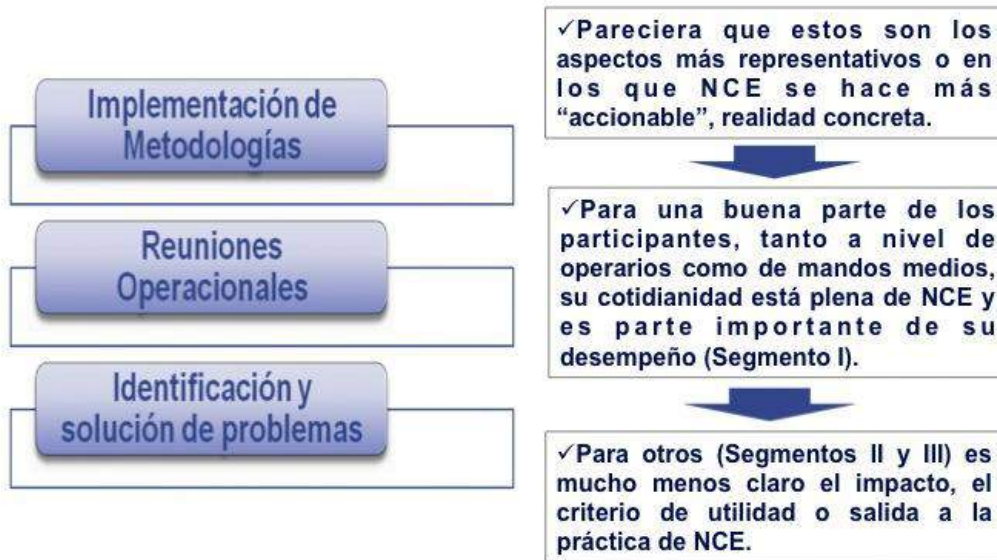 Implementación de
Metodologías
Reuniones
Operacionales
Identificación y
solución de problemas
✓Pareciera que estos son los
aspectos más representativos o en
los que NCE se hace más
“accionable”, realidad concreta.
✓Para una buena parte de los
participantes, tanto a nivel de
operarios como de mandos medios,
su cotidianidad está plena de NCE y
es parte importante de su
desempeño (Segmento I).
✓Para otros (Segmentos II y III) es
mucho menos claro el impacto, el
criterio de utilidad o salida a la
práctica de NCE.